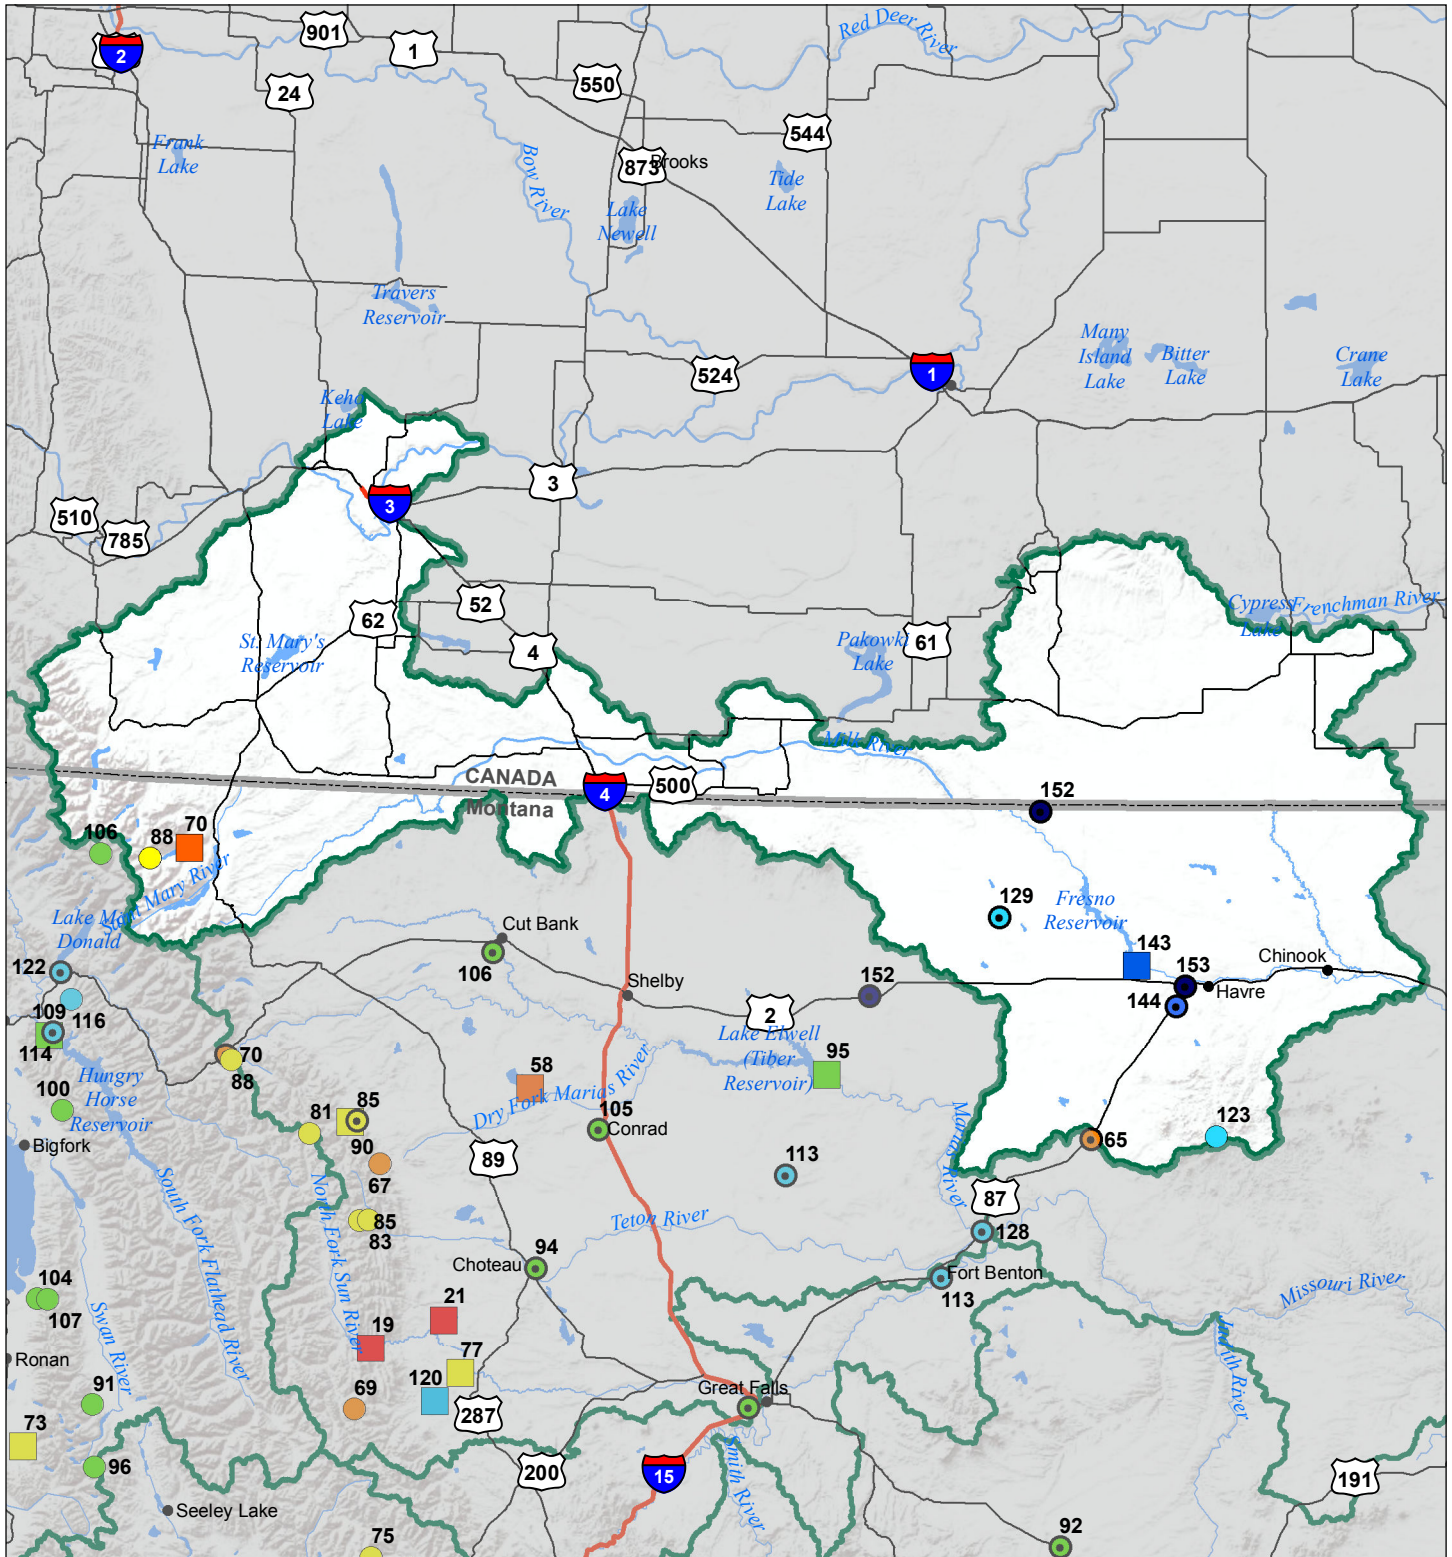 901
1
2
24
550
544
Red Deer River
Frank
Lake
Bow River
873
Brooks
Tide
Lake
Lake
Newell
Travers
Reservoir
Many
Island
Lake
Bitter
Lake
Crane
Lake
524
1
Keho
Lake
3
3
510
785
52
62
4
61
St. Mary's
Reservoir
Pakowki
Lake
Cypress
Lake
Frenchman River
Milk River
CANADA
Montana
4
500
152
106
88
70
Saint Mary River
Lake Mc
Donald
129
Fresno
Reservoir
143
153
144
Havre
Chinook
Cut Bank
106
Shelby
152
2
122
109
116
114
Lake Elwell
(Tiber
Reservoir)
95
70
88
58
Dry Fork Marias River
100
Hungry
Horse
Reservoir
Bigfork
81
85
90
67
105
Conrad
89
113
Marias River
65
123
87
85
83
North Fork Sun River
South Fork Flathead River
Teton River
128
Choteau
94
Fort Benton
113
Missouri River
104
107
Swan River
21
19
77
120
69
Ronan
91
73
96
287
Great Falls
Judith River
200
15
Smith River
191
Seeley Lake
75
92